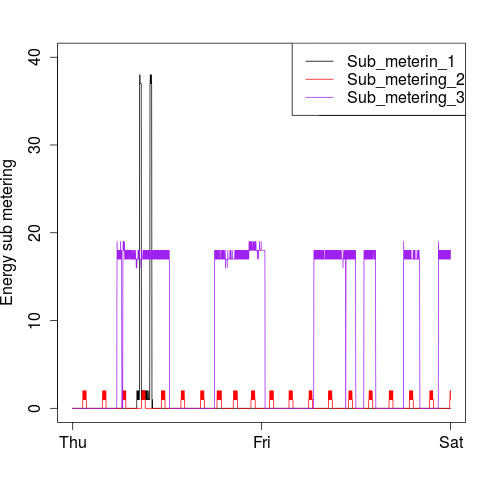 Sub_meterin_1
Sub_metering_2
Sub_metering_3
Energy sub metering
40
30
20
10
0
Thu Fri Sat